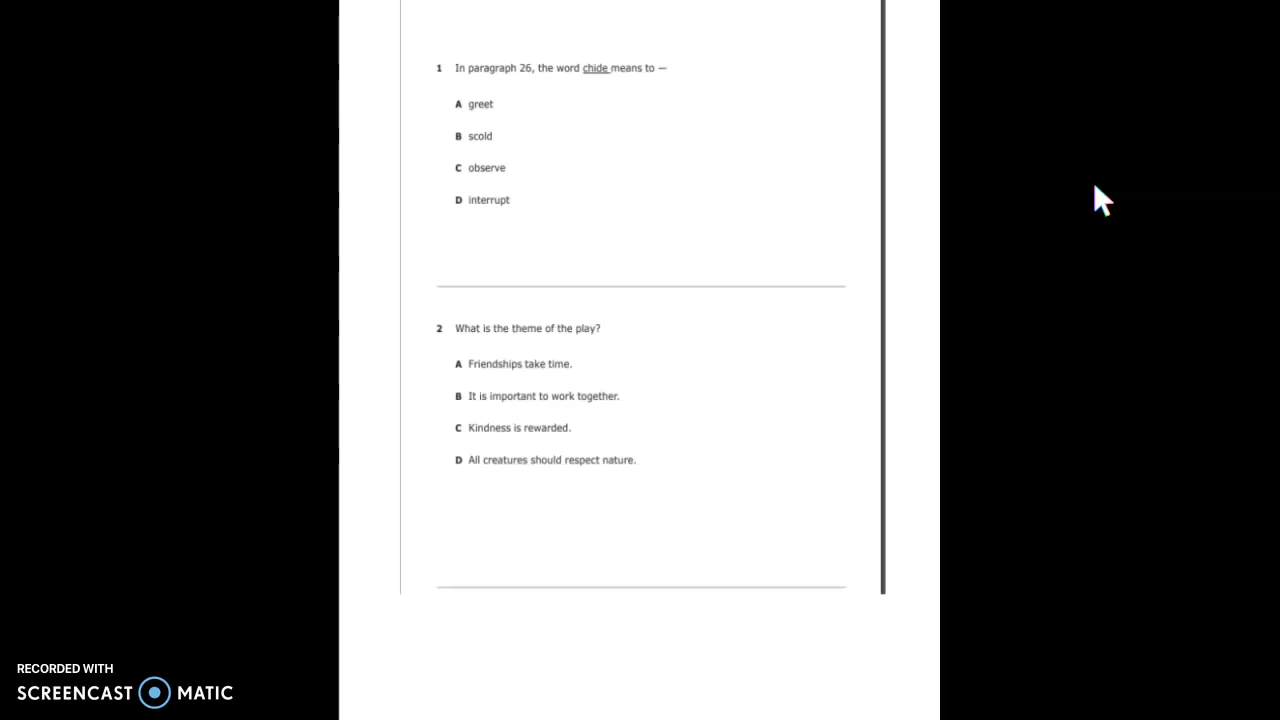 1 In paragraph 26, the word chide means to —
A greet
B scold
C observe
D interrupt
2 What is the theme of the play?
A Friendships take time.
B It is important to work together.
C Kindness is rewarded.
D All creatures should respect nature.
RECORDED WITH
SCREENCAST MATIC